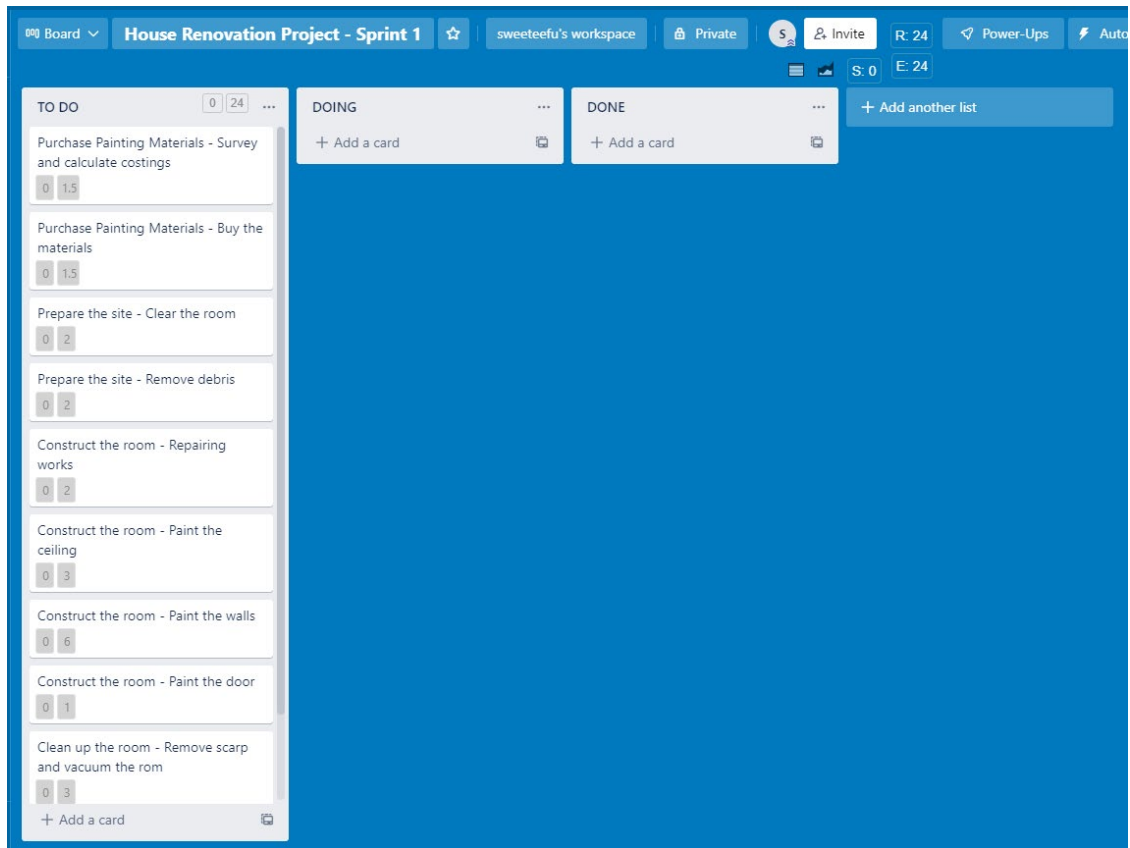 Board
House Renovation Project - Sprint 1
sweeteefu's workspace
Private
S
Invite
R: 24
Power-Ups
Auto
S: 0
E: 24
TO DO
0 24
...
Purchase Painting Materials - Survey
and calculate costings
0 1.5
Purchase Painting Materials - Buy the
materials
0 1.5
Prepare the site - Clear the room
0 2
Prepare the site - Remove debris
0 2
Construct the room - Repairing
works
0 2
Construct the room - Paint the
ceiling
0 3
Construct the room - Paint the walls
0 6
Construct the room - Paint the door
0 1
Clean up the room - Remove scarp
and vacuum the rom
0 3
+ Add a card
DOING
...
+ Add a card
DONE
...
+ Add a card
+ Add another list